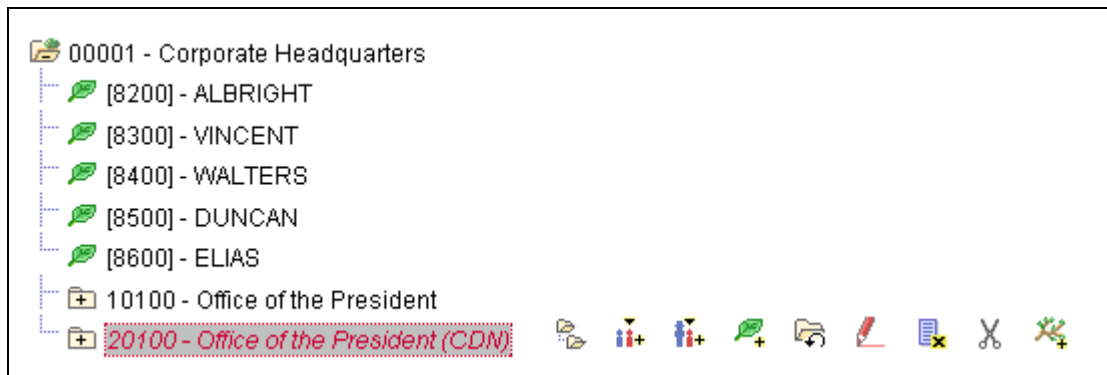 00001 - Corporate Headquarters
[8200] - ALBRIGHT
[8300] - VINCENT
[8400] - WALTERS
[8500] - DUNCAN
[8600] - ELIAS
10100 - Office of the President
20100 - Office of the President (CDN)